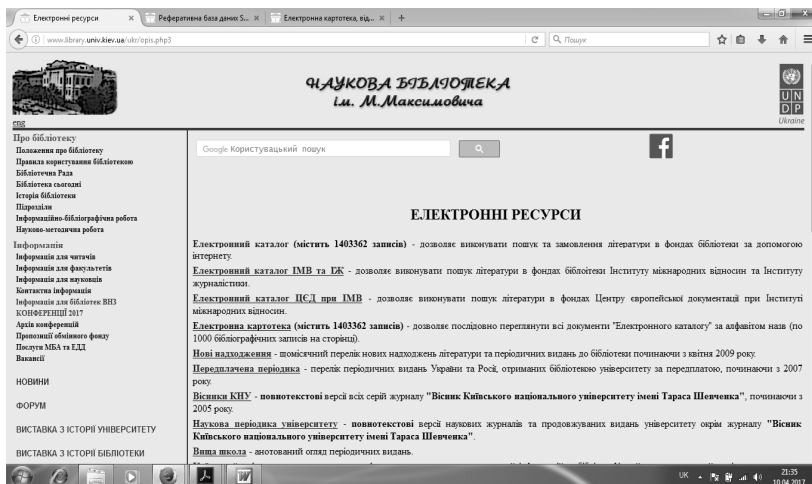 Електронні ресурси
Реферативна база даних S...
Електронна картотека, від...
www.library.univ.kiev.ua/ukr/opis.php3
Пошук
НАУКОВА БІБЛІОТЕКА
ім. М.Максимовича
UN
DP
Ukraine
eng
Про бібліотеку
Положення про бібліотеку
Правила користування бібліотекою
Бібліотечна Рада
Бібліотека сьогодні
Історія бібліотеки
Підрозділи
Інформаційно-бібліографічна робота
Науково-методична робота
Інформація
Інформація для читачів
Інформація для факультетів
Інформація для науковців
Контактна інформація
Інформація для бібліотек ВНЗ
КОНФЕРЕНЦІЇ 2017
Архів конференцій
Пропозиції обмінного фонду
Послуги МБА та ЕДД
Вакансії
НОВИНИ
ФОРУМ
ВИСТАВКА З ІСТОРІЇ УНІВЕРСИТЕТУ
ВИСТАВКА З ІСТОРІЇ БІБЛІОТЕКИ
Google Користувацький пошук
ЕЛЕКТРОННІ РЕСУРСИ
Електронний каталог (містить 1403362 записів) - дозволяє виконувати пошук та замовлення літератури в фондах бібліотеки за допомогою
інтернету.
Електронний каталог ІМВ та ІЖ - дозволяє виконувати пошук літератури в фондах бібліотеки Інституту міжнародних відносин та Інституту
журналістики.
Електронний каталог ЦЄД при ІМВ - дозволяє виконувати пошук літератури в фондах Центру європейської документації при Інституті
міжнародних відносин.
Електронна картотека (містить 1403362 записів) - дозволяє послідовно переглянути всі документи "Електронного каталогу" за алфавітом назв (по
1000 бібліографічних записів на сторінці).
Нові надходження - щомісячний перелік нових надходжень літератури та періодичних видань до бібліотеки починаючи з квітня 2009 року.
Передплачена періодика - перелік періодичних видань України та Росії, отриманих бібліотекою університету за передплатою, починаючи з 2007
року.
Вісники КНУ - повнотекстові версії всіх серій журналу "Вісник Київського національного університету імені Тараса Шевченка", починаючи з
2005 року.
Наукова періодика університету - повнотекстові версії наукових журналів та продовжуваних видань університету окрім журналу "Вісник
Київського національного університету імені Тараса Шевченка".
Вища школа - анотований огляд періодичних видань.
UK
21:35
10.04.2017